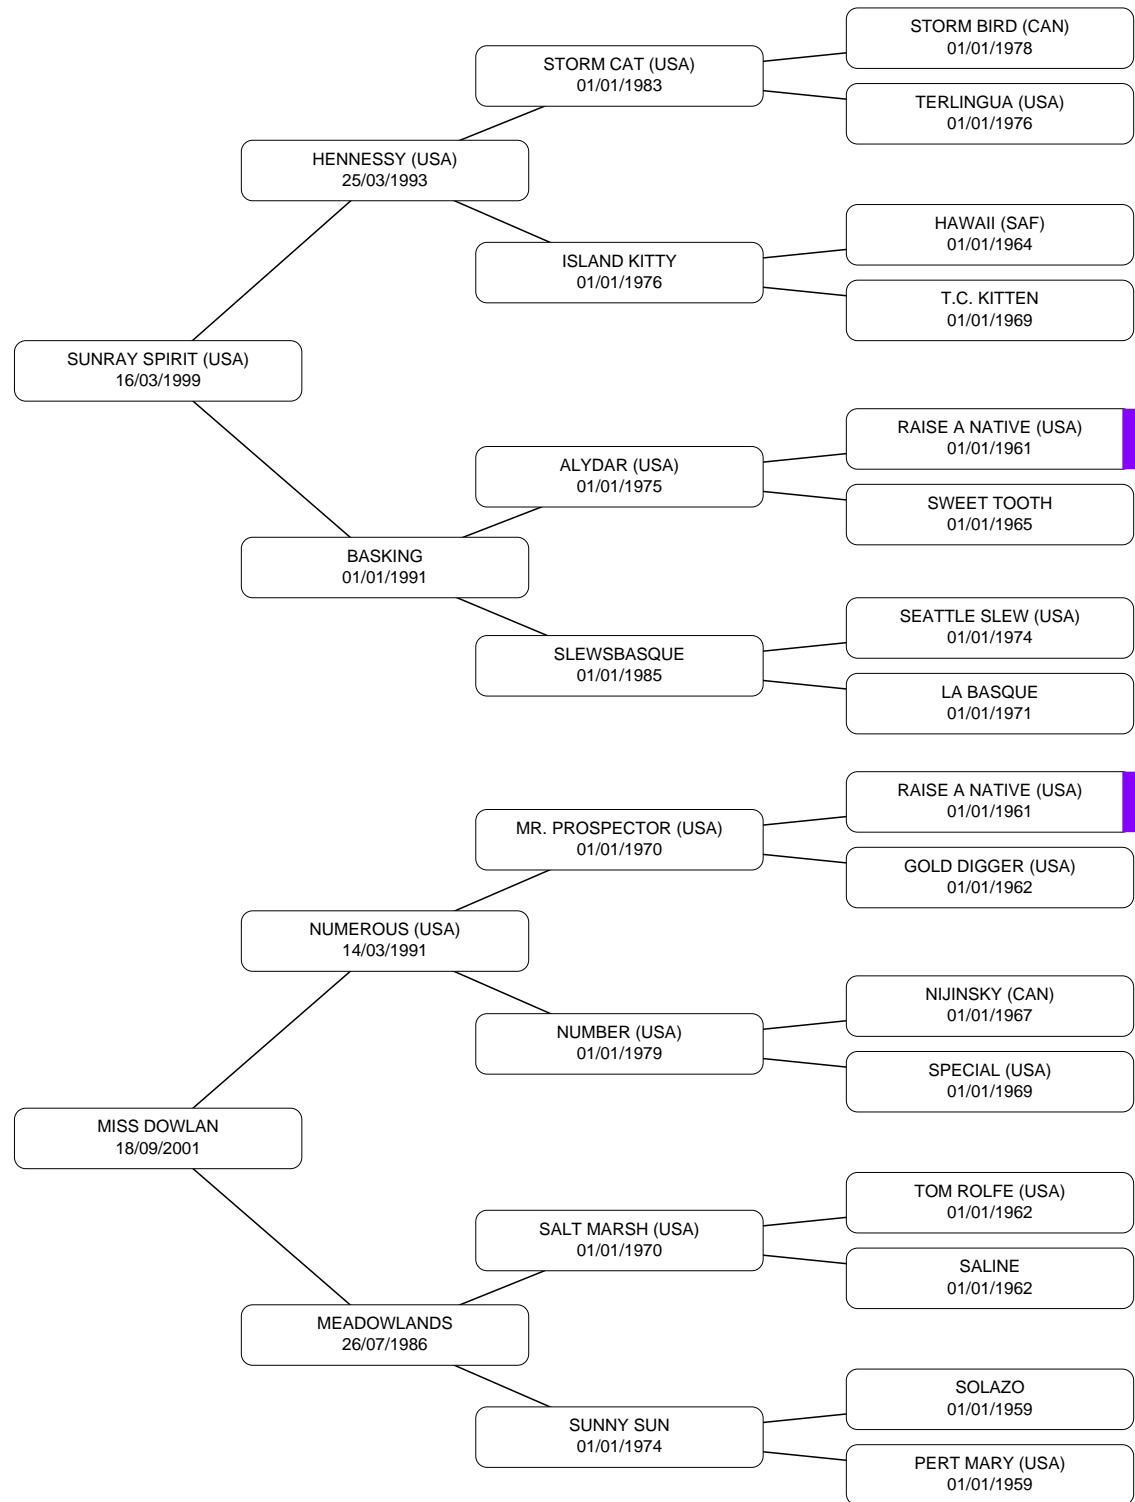 STORM BIRD (CAN)
01/01/1978
STORM CAT (USA)
01/01/1983
TERLINGUA (USA)
01/01/1976
HENNESSY (USA)
25/03/1993
HAWAII (SAF)
01/01/1964
ISLAND KITTY
01/01/1976
T.C. KITTEN
01/01/1969
SUNRAY SPIRIT (USA)
16/03/1999
RAISE A NATIVE (USA)
01/01/1961
ALYDAR (USA)
01/01/1975
SWEET TOOTH
01/01/1965
BASKING
01/01/1991
SEATTLE SLEW (USA)
01/01/1974
SLEWSBASQUE
01/01/1985
LA BASQUE
01/01/1971
RAISE A NATIVE (USA)
01/01/1961
MR. PROSPECTOR (USA)
01/01/1970
GOLD DIGGER (USA)
01/01/1962
NUMEROUS (USA)
14/03/1991
NIJINSKY (CAN)
01/01/1967
NUMBER (USA)
01/01/1979
SPECIAL (USA)
01/01/1969
MISS DOWLAN
18/09/2001
TOM ROLFE (USA)
01/01/1962
SALT MARSH (USA)
01/01/1970
SALINE
01/01/1962
MEADOWLANDS
26/07/1986
SOLAZO
01/01/1959
SUNNY SUN
01/01/1974
PERT MARY (USA)
01/01/1959